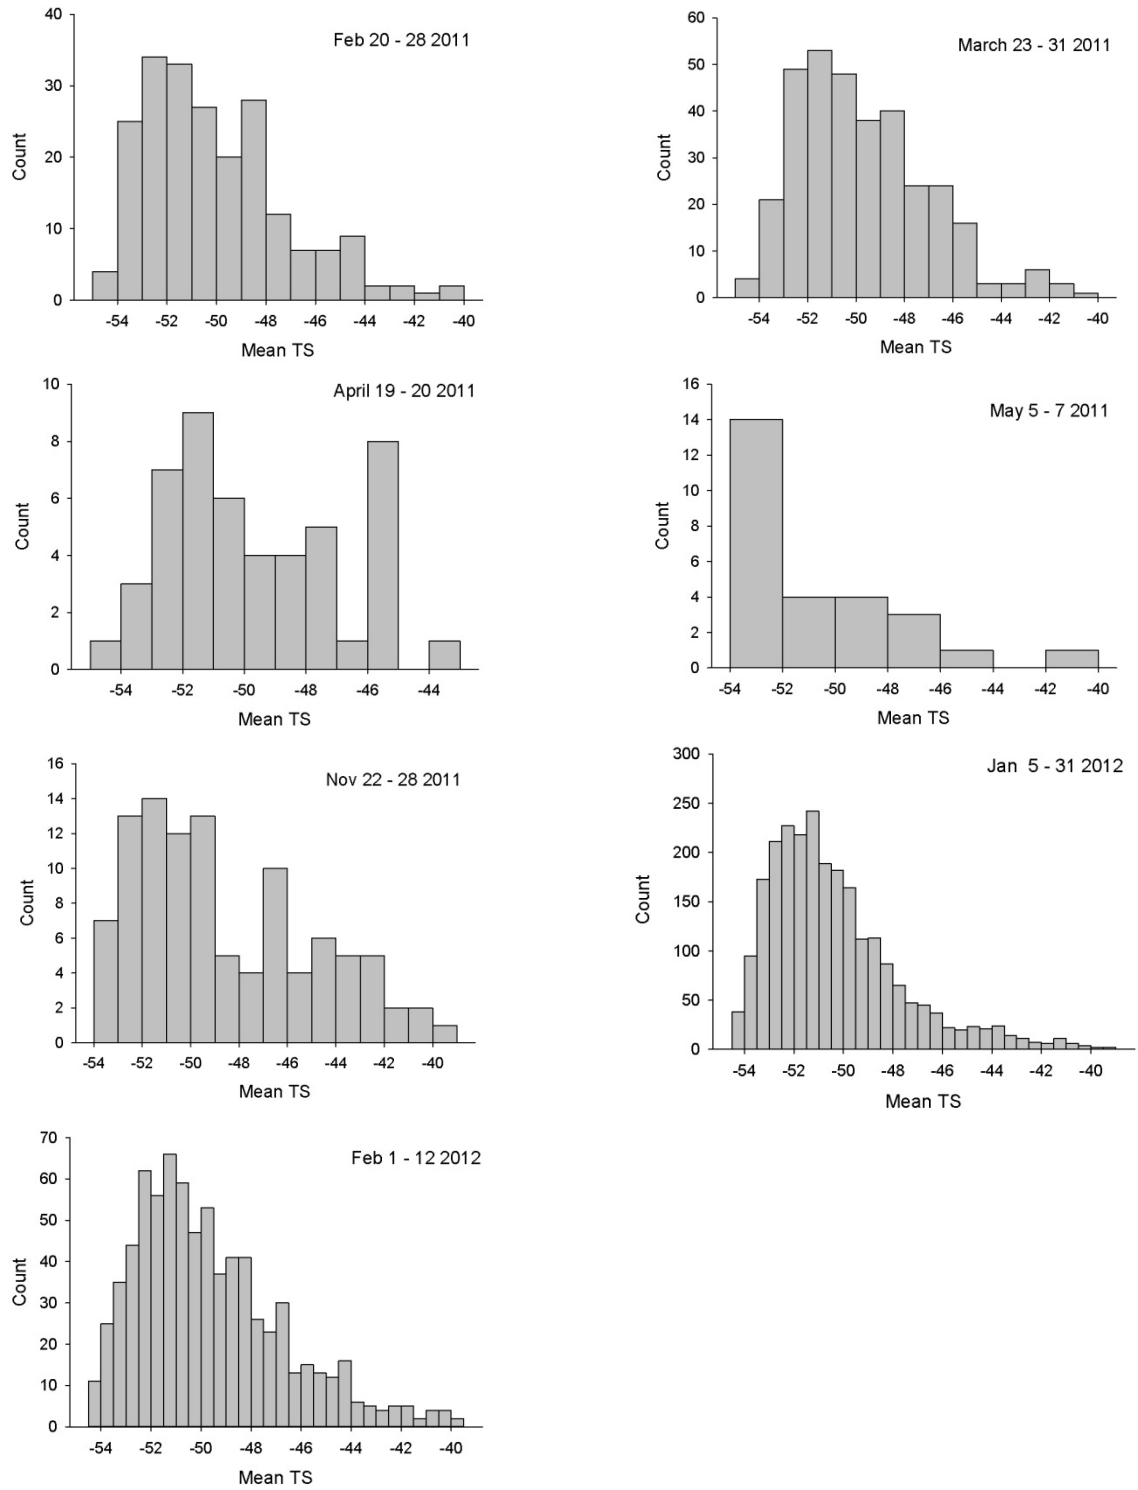 Feb 20 - 28 2011
40
30
20
10
0
Count
-54 -52 -50 -48 -46 -44 -42 -40
Mean TS
March 23 - 31 2011
60
50
40
30
20
10
0
Count
-54 -52 -50 -48 -46 -44 -42 -40
Mean TS
April 19 - 20 2011
10
8
6
4
2
0
Count
-54 -52 -50 -48 -46 -44
Mean TS
May 5 - 7 2011
16
14
12
10
8
6
4
2
0
Count
-54 -52 -50 -48 -46 -44 -42 -40
Mean TS
Nov 22 - 28 2011
16
14
12
10
8
6
4
2
0
Count
-54 -52 -50 -48 -46 -44 -42 -40
Mean TS
Jan 5 - 31 2012
300
250
200
150
100
50
0
Count
-54 -52 -50 -48 -46 -44 -42 -40
Mean TS
Feb 1 - 12 2012
70
60
50
40
30
20
10
0
Count
-54 -52 -50 -48 -46 -44 -42 -40
Mean TS